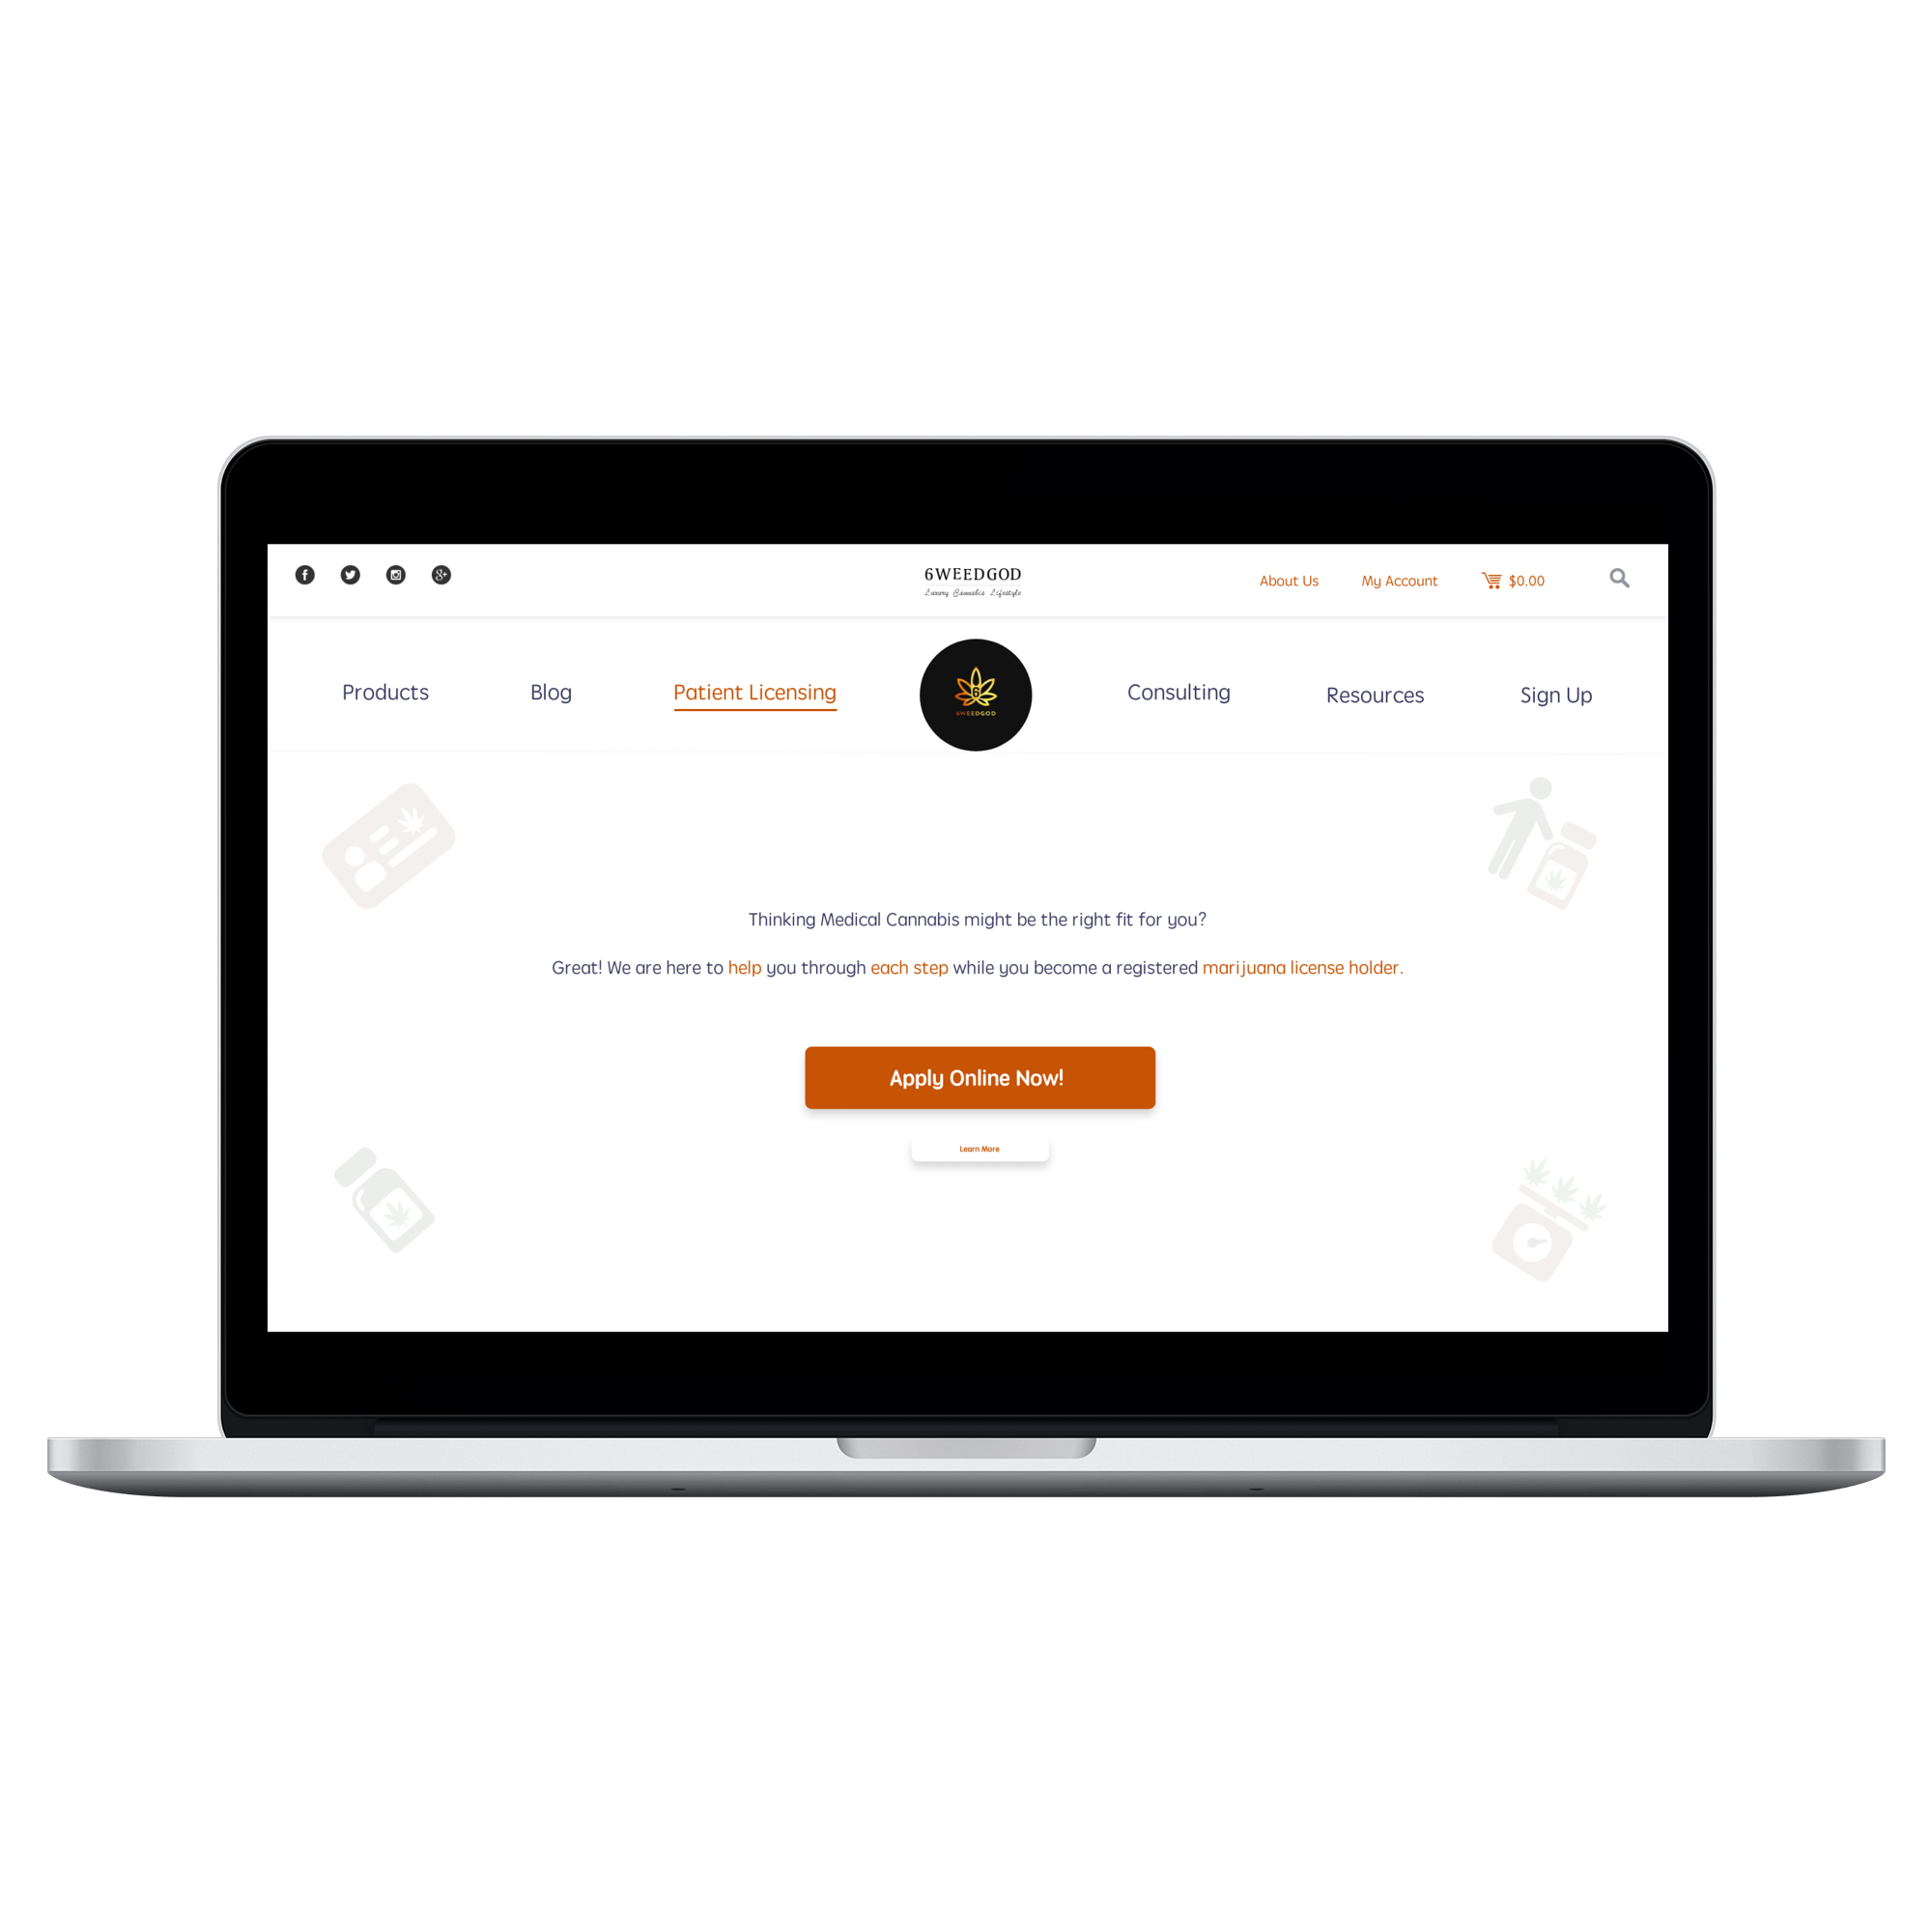 6WEEDGOD
Luxury Cannabis Lifestyle
About Us
My Account
$0.00
Products
Blog
Patient Licensing
6
6WEEDGOD
Consulting
Resources
Sign Up
Thinking Medical Cannabis might be the right fit for you?
Great! We are here to help you through each step while you become a registered marijuana license holder.
Apply Online Now!
Learn More